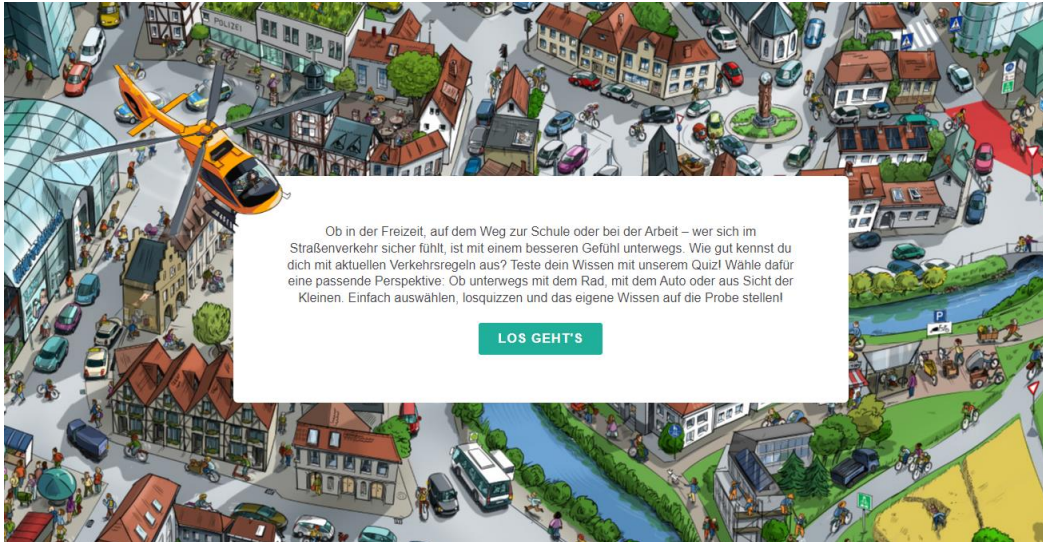 POLIZEI
Ob in der Freizeit, auf dem Weg zur Schule oder bei der Arbeit – wer sich im
Straßenverkehr sicher fühlt, ist mit einem besseren Gefühl unterwegs. Wie gut kennst du
dich mit aktuellen Verkehrsregeln aus? Teste dein Wissen mit unserem Quiz! Wähle dafür
eine passende Perspektive: Ob unterwegs mit dem Rad, mit dem Auto oder aus Sicht der
Kleinen. Einfach auswählen, losquizzen und das eigene Wissen auf die Probe stellen!
P
LOS GEHT'S